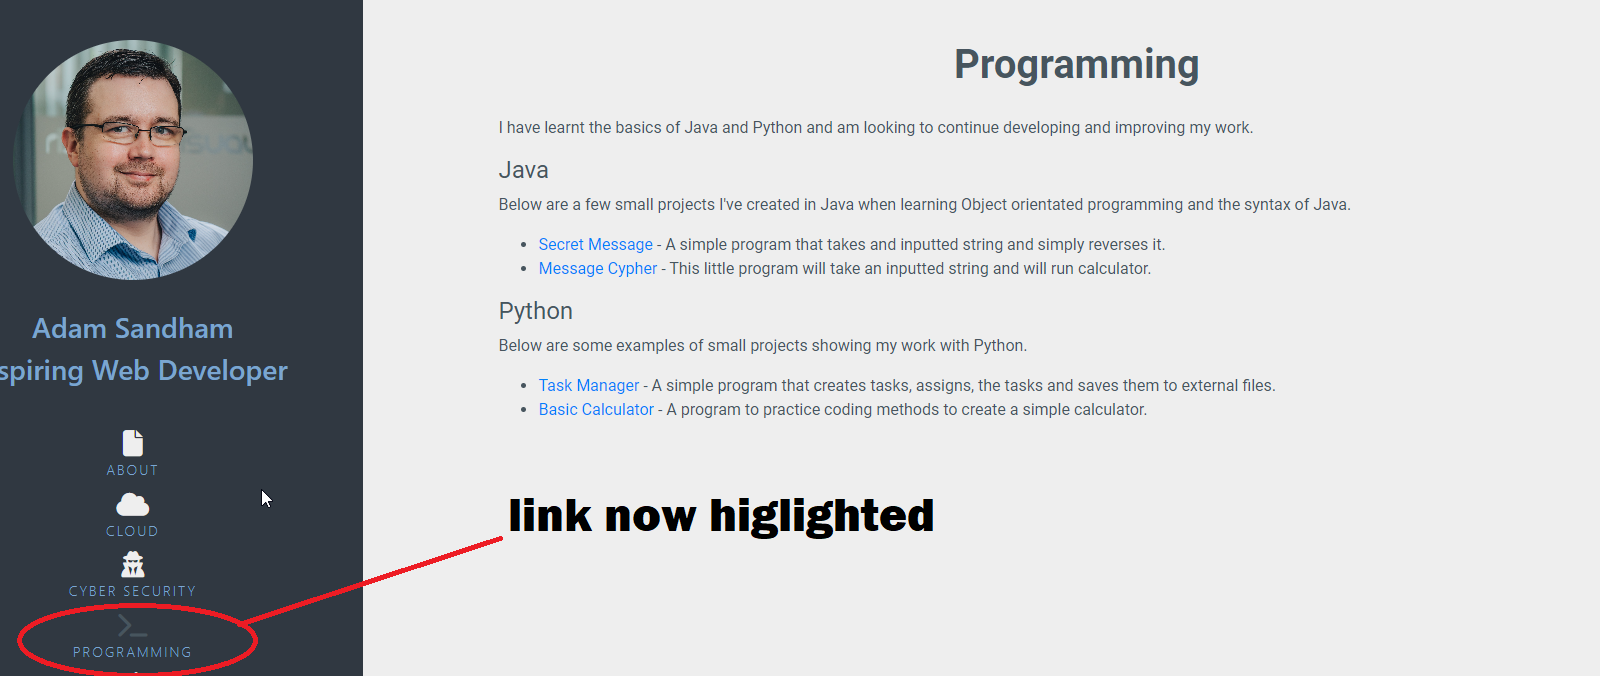 Adam Sandham
spiring Web Developer
ABOUT
CLOUD
CYBER SECURITY
PROGRAMMING
Programming
I have learnt the basics of Java and Python and am looking to continue developing and improving my work.
Java
Below are a few small projects I've created in Java when learning Object orientated programming and the syntax of Java.
Secret Message - A simple program that takes and inputted string and simply reverses it.
Message Cypher - This little program will take an inputted string and will run calculator.
Python
Below are some examples of small projects showing my work with Python.
Task Manager - A simple program that creates tasks, assigns, the tasks and saves them to external files.
Basic Calculator - A program to practice coding methods to create a simple calculator.
link now higlighted